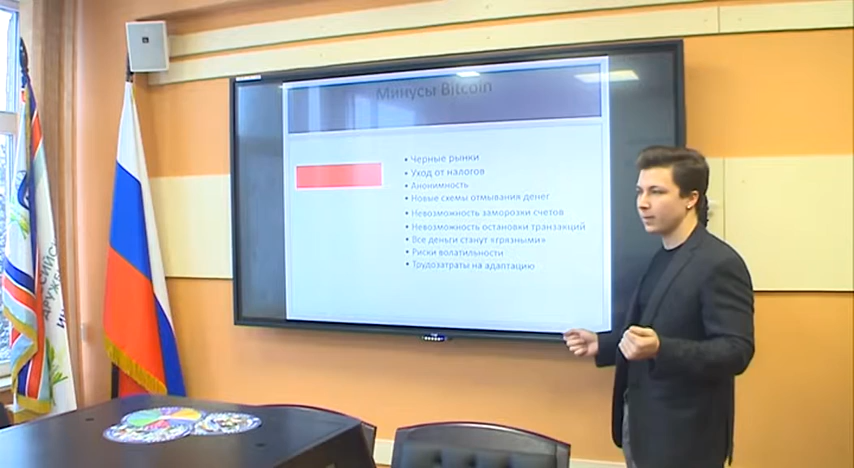 Минусы Bitcoin
• Черные рынки
• Уход от налогов
• Анонимность
• Новые схемы отмывания денег
• Невозможность заморозки счетов
• Невозможность остановки транзакций
• Все деньги станут «грязными»
• Риски волатильности
• Трудозатраты на адаптацию